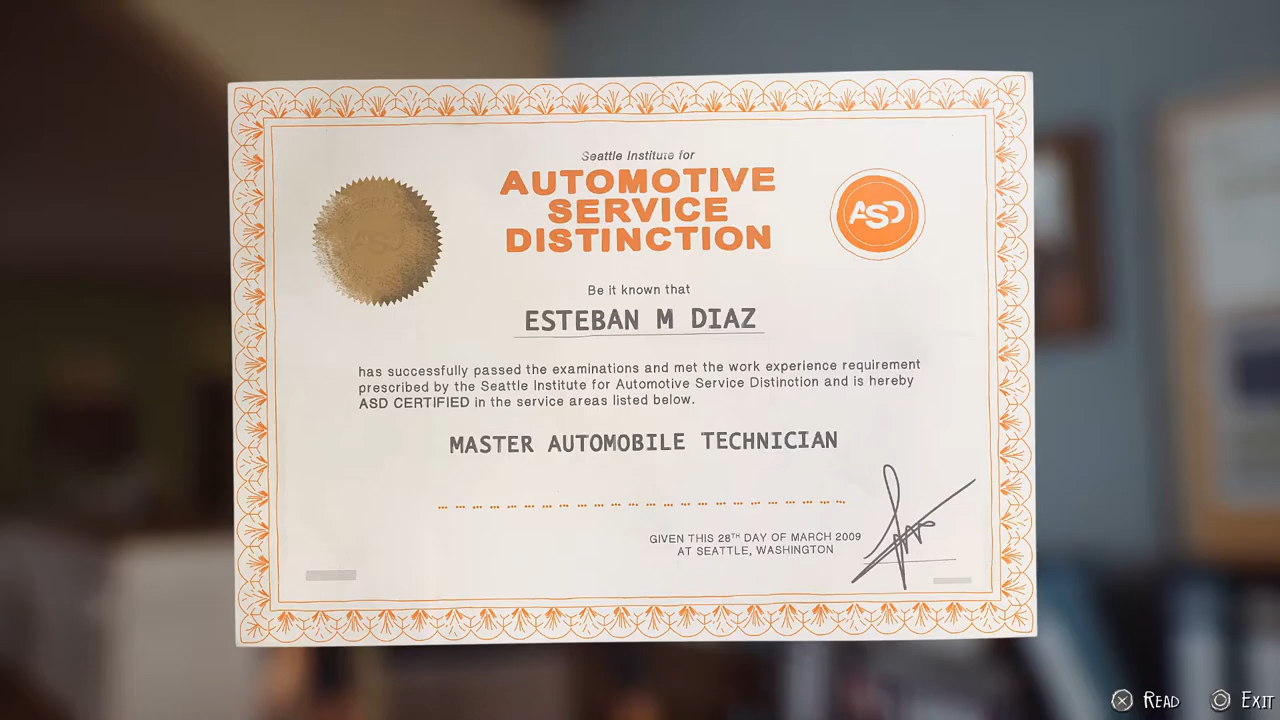 Seattle Institute for
AUTOMOTIVE
SERVICE
DISTINCTION
ASD
ASD
Be it known that
ESTEBAN M DIAZ
has successfully passed the examinations and met the work experience requirement
prescribed by the Seattle Institute for Automotive Service Distinction and is hereby
ASD CERTIFIED in the service areas listed below.
MASTER AUTOMOBILE TECHNICIAN
GIVEN THIS 28TH DAY OF MARCH 2009
AT SEATTLE, WASHINGTON
READ
EXIT